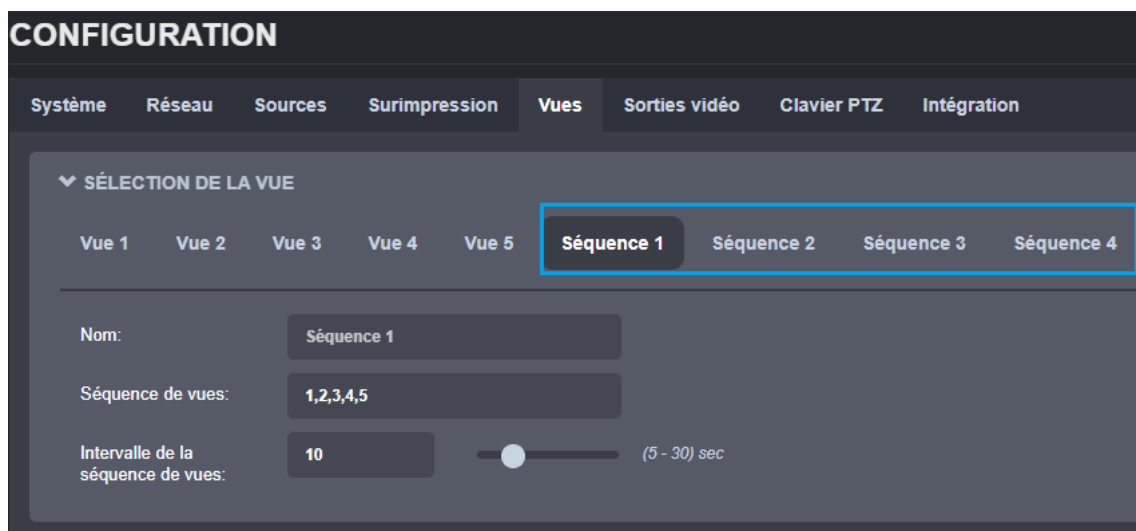 CONFIGURATION
Système Réseau Sources Surimpression Vues Sorties vidéo Clavier PTZ Intégration
SÉLECTION DE LA VUE
Vue 1 Vue 2 Vue 3 Vue 4 Vue 5 Séquence 1 Séquence 2 Séquence 3 Séquence 4
Nom: Séquence 1
Séquence de vues: 1,2,3,4,5
Intervalle de la
séquence de vues: 10 (5 - 30) sec